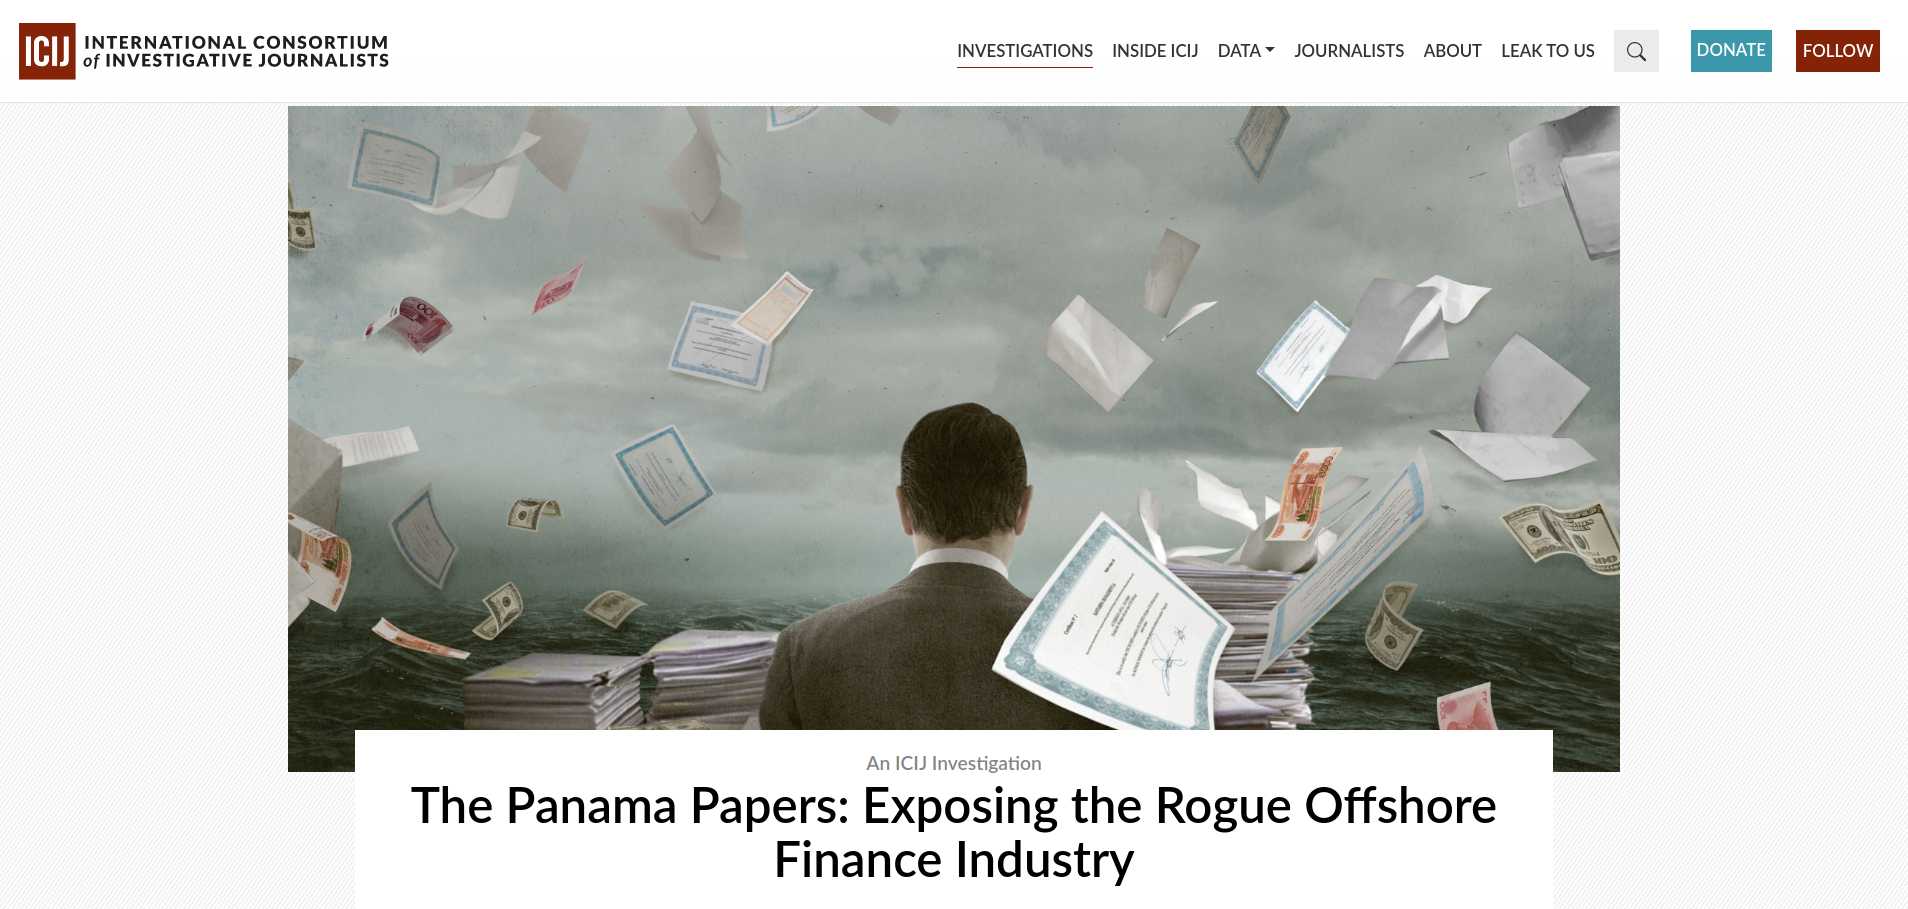 ICIJ
INTERNATIONAL CONSORTIUM
of INVESTIGATIVE JOURNALISTS
INVESTIGATIONS
INSIDE ICIJ
DATA
JOURNALISTS
ABOUT
LEAK TO US
DONATE
FOLLOW
100
An ICIJ Investigation
The Panama Papers: Exposing the Rogue Offshore
Finance Industry